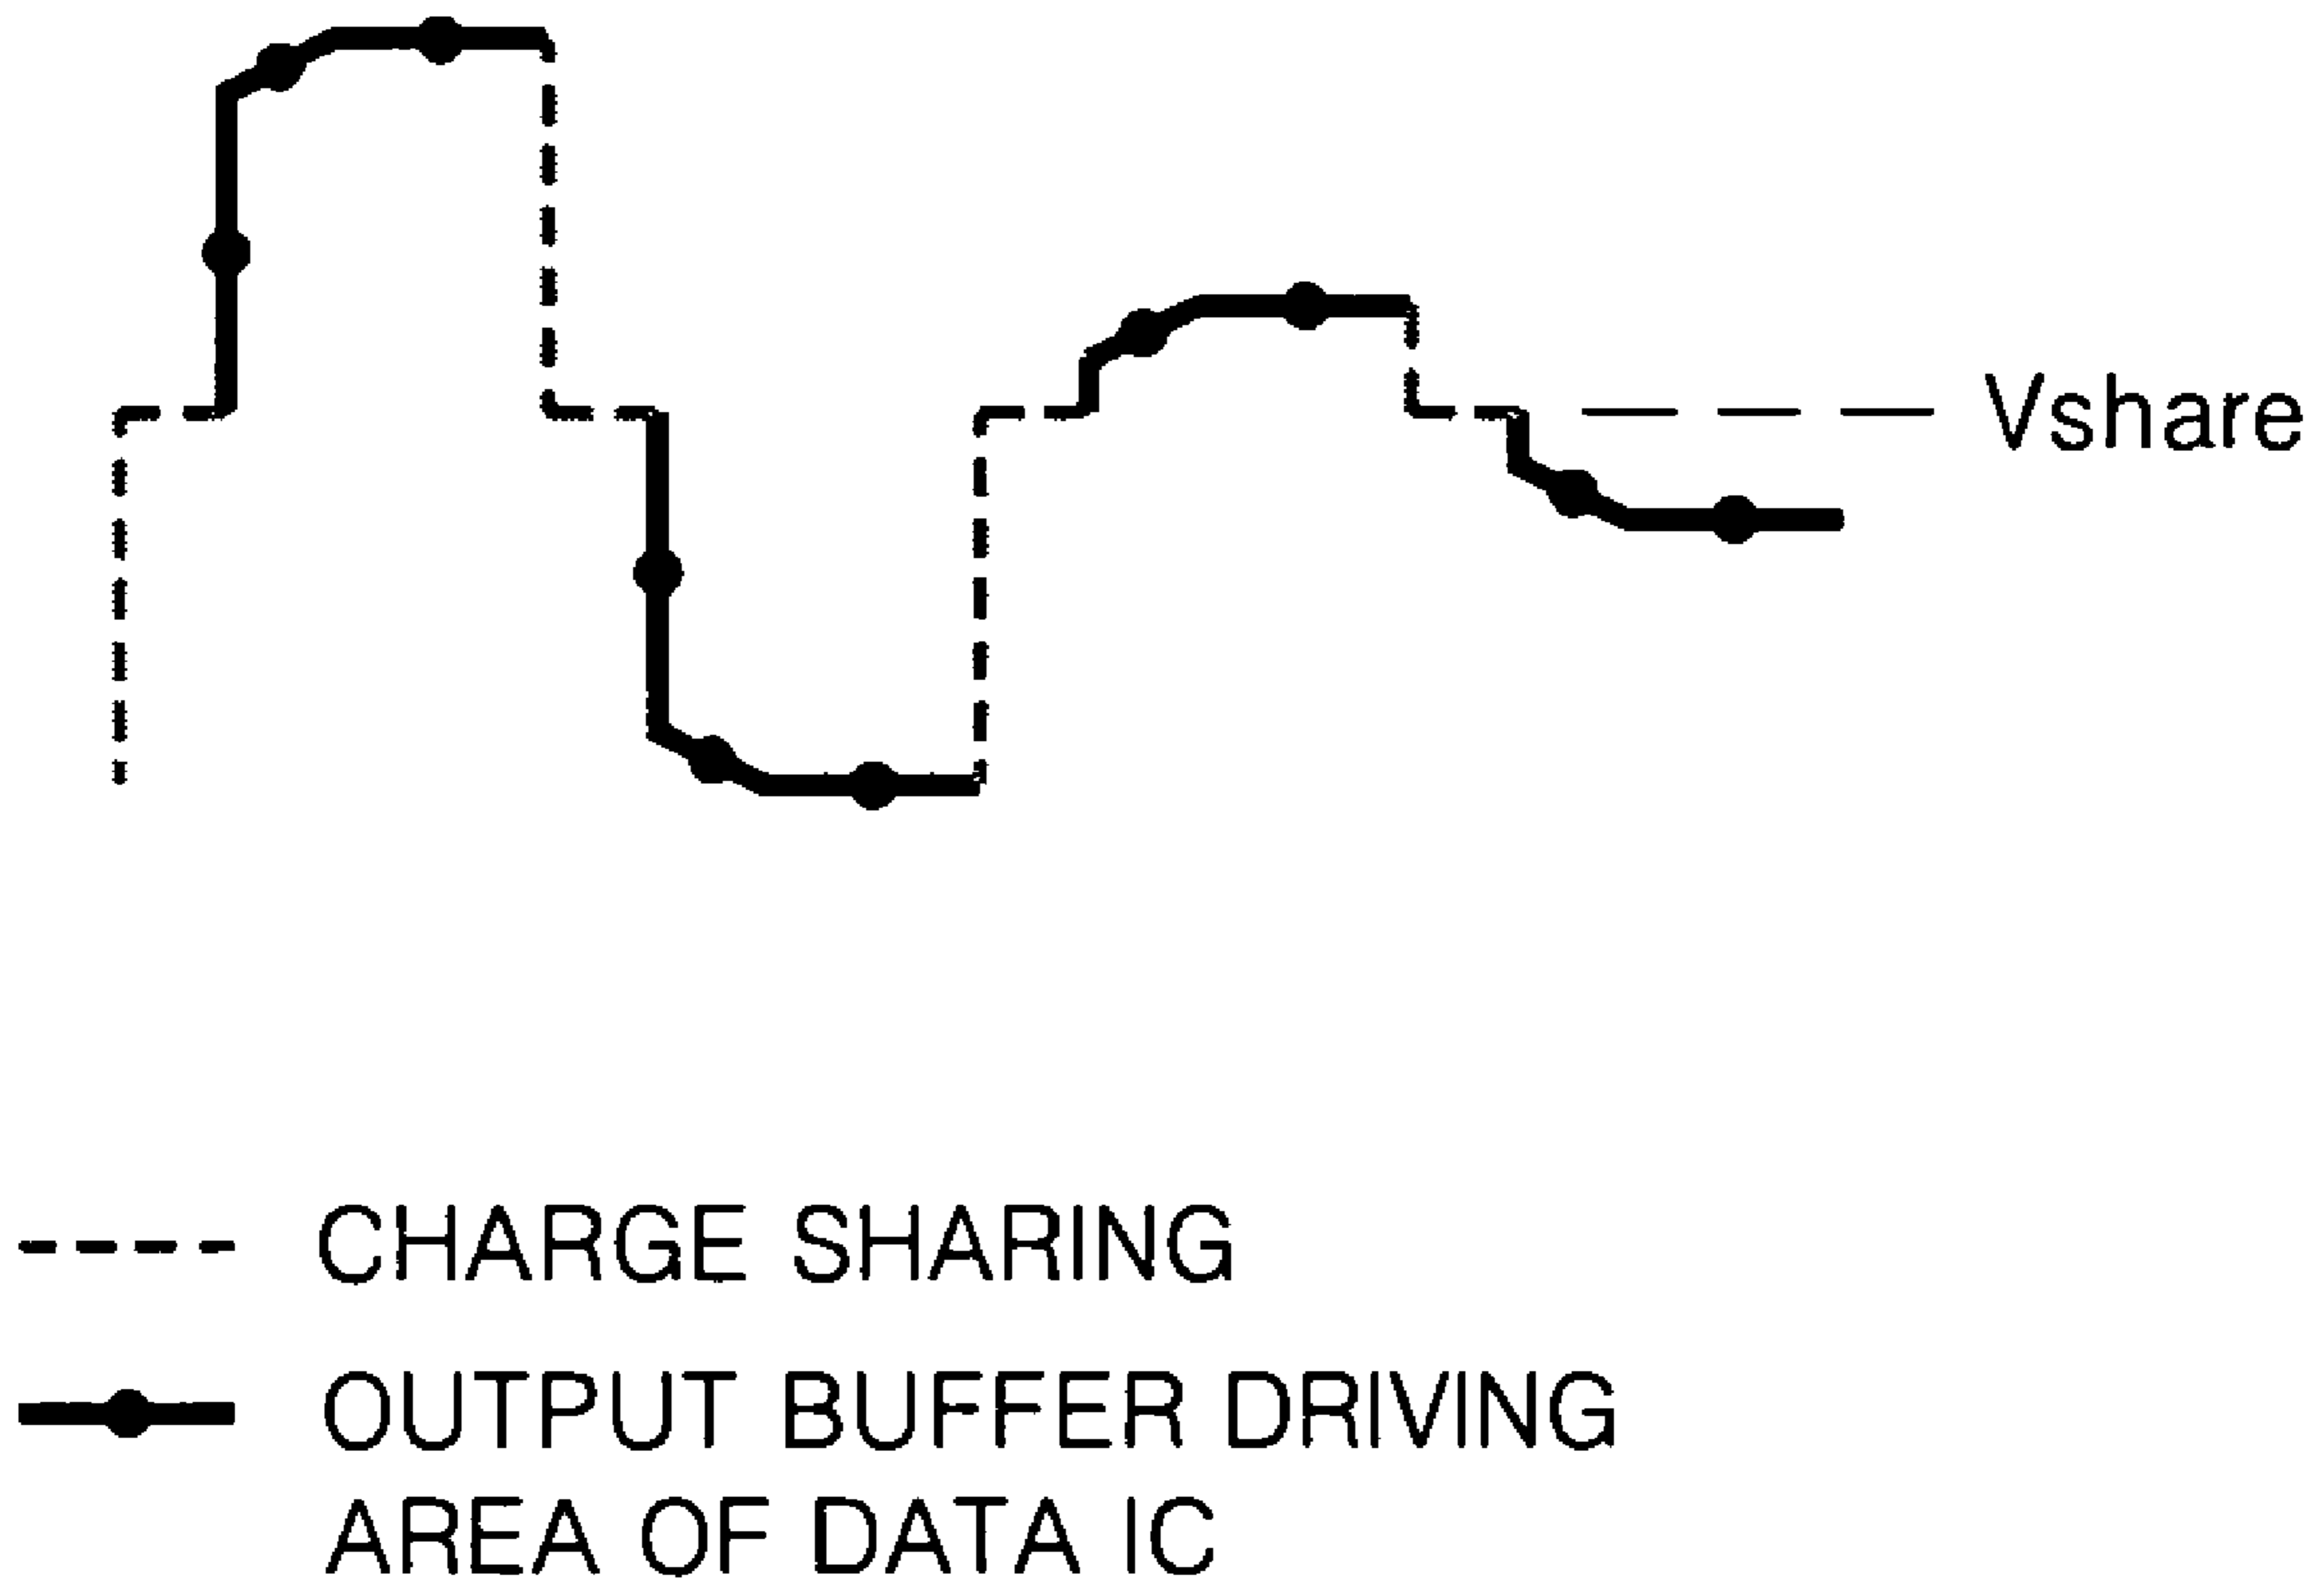 Vshare
CHARGE SHARING
OUTPUT BUFFER DRIVING
AREA OF DATA IC